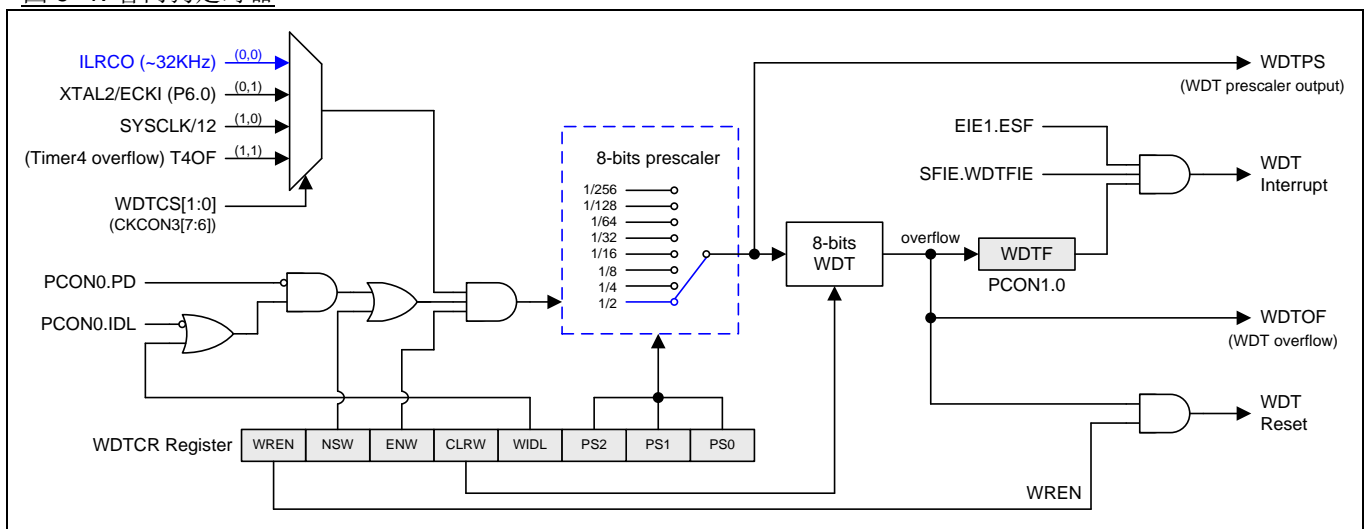 ILRCO (~32KHz) (0,0)
XTAL2/ECKI (P6.0) (0,1)
SYSCLK/12 (1,0)
(Timer4 overflow) T4OF (1,1)
WDTCS[1:0]
(CKCON3[7:6])
PCON0.PD
PCON0.IDL
8-bits prescaler
1/256
1/128
1/64
1/32
1/16
1/8
1/4
1/2
8-bits
WDT
overflow
WDTF
PCON1.0
WDTPS
(WDT prescaler output)
EIE1.ESF
SFIE.WDTFIE
WDT
Interrupt
WDTOF
(WDT overflow)
WDT
Reset
WDTCR Register WREN NSW ENW CLRW WIDL PS2 PS1 PS0
WREN